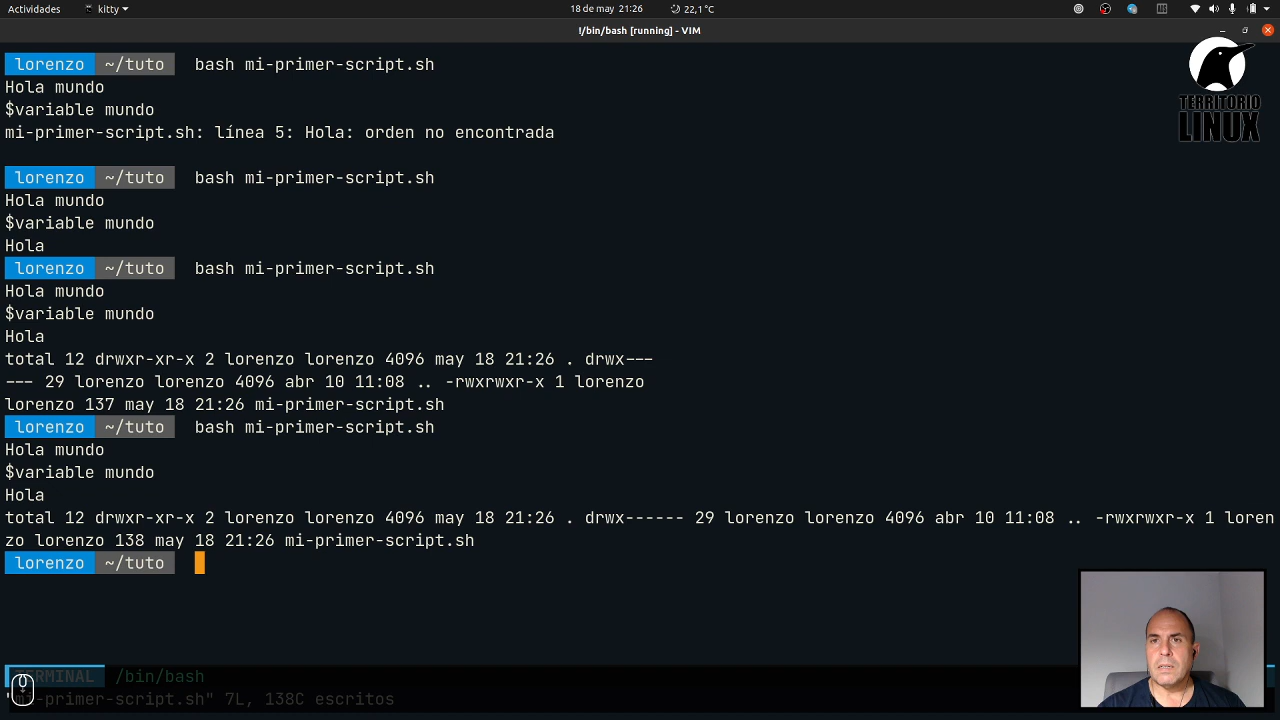 Actividades kitty 18 de may 21:26 22,1°C
!/bin/bash [running] - VIM
TERRITORIO
LINUX
lorenzo ~/tuto bash mi-primer-script.sh
Hola mundo
$variable mundo
mi-primer-script.sh: línea 5: Hola: orden no encontrada
lorenzo ~/tuto bash mi-primer-script.sh
Hola mundo
$variable mundo
Hola
lorenzo ~/tuto bash mi-primer-script.sh
Hola mundo
$variable mundo
Hola
total 12 drwxr-xr-x 2 lorenzo lorenzo 4096 may 18 21:26 . drwx---
--- 29 lorenzo lorenzo 4096 abr 10 11:08 .. -rwxrwxr-x 1 lorenzo
lorenzo 137 may 18 21:26 mi-primer-script.sh
lorenzo ~/tuto bash mi-primer-script.sh
Hola mundo
$variable mundo
Hola
total 12 drwxr-xr-x 2 lorenzo lorenzo 4096 may 18 21:26 . drwx------ 29 lorenzo lorenzo 4096 abr 10 11:08 .. -rwxrwxr-x 1 loren
zo lorenzo 138 may 18 21:26 mi-primer-script.sh
lorenzo ~/tuto
TERMINAL /bin/bash
"mi-primer-script.sh" 7L, 138C escritos